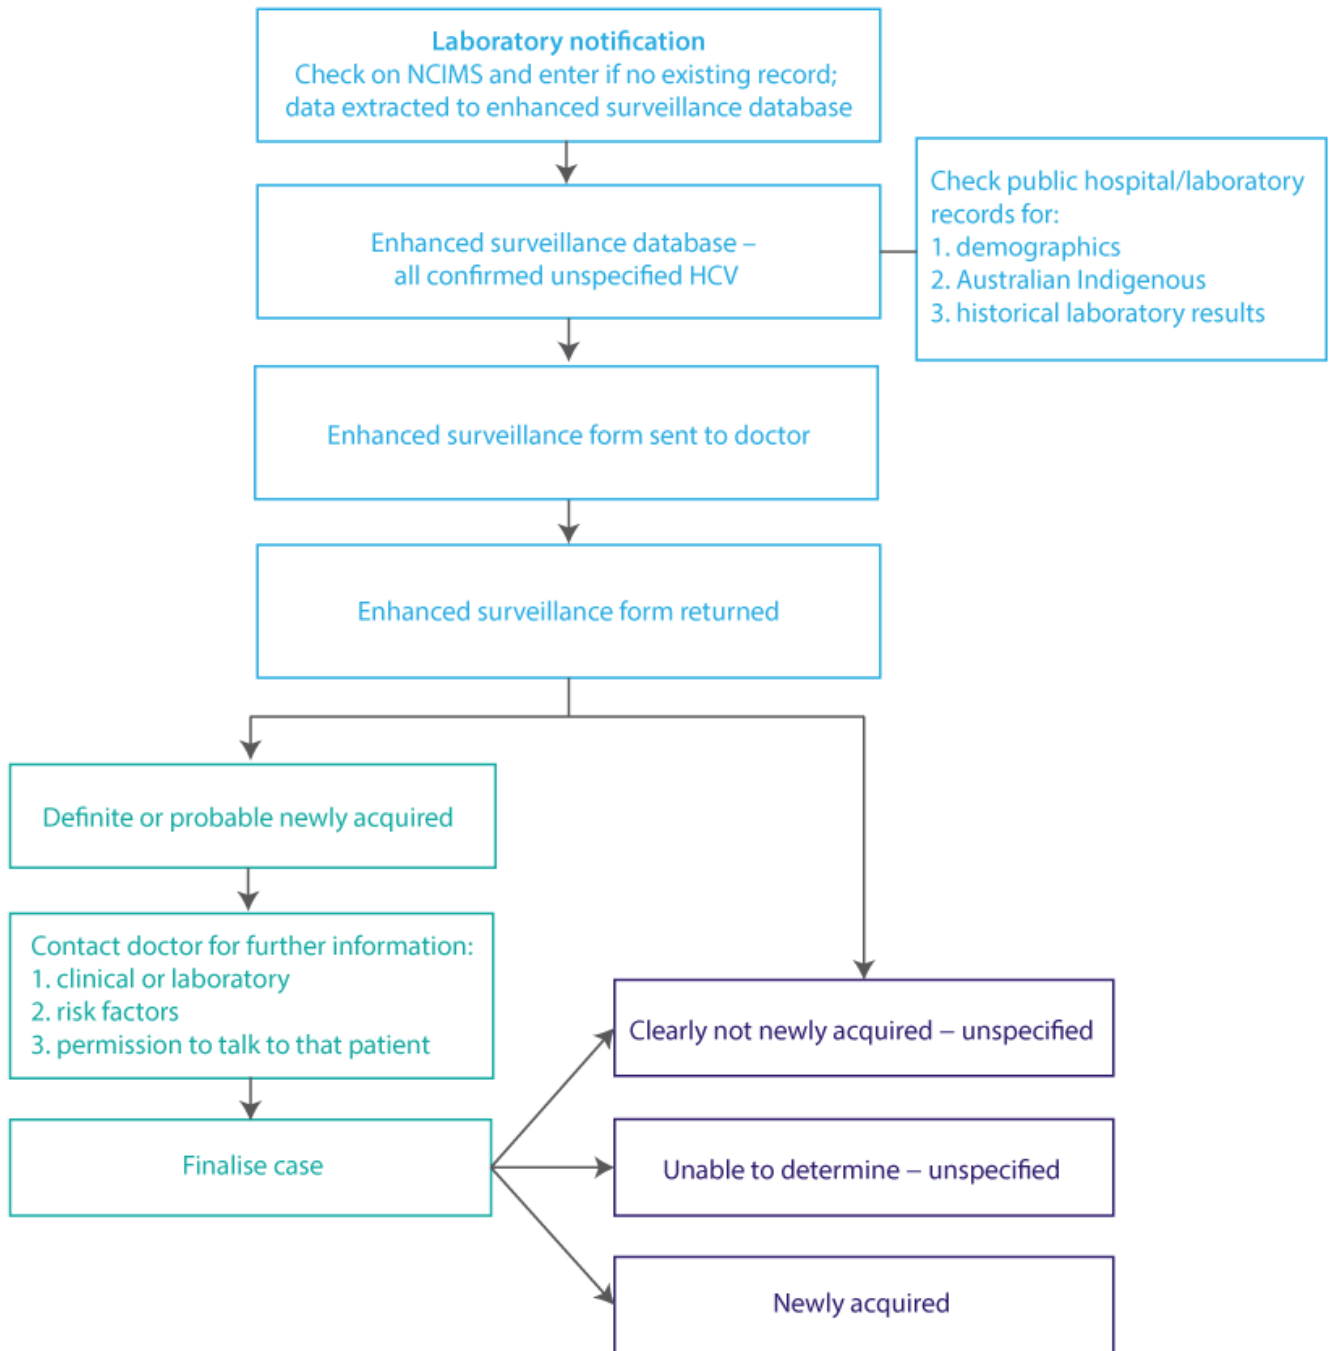 Laboratory notification
Check on NCIMS and enter if no existing record;
data extracted to enhanced surveillance database
Enhanced surveillance database –
all confirmed unspecified HCV
Check public hospital/laboratory
records for:
1. demographics
2. Australian Indigenous
3. historical laboratory results
Enhanced surveillance form sent to doctor
Enhanced surveillance form returned
Definite or probable newly acquired
Contact doctor for further information:
1. clinical or laboratory
2. risk factors
3. permission to talk to that patient
Finalise case
Clearly not newly acquired – unspecified
Unable to determine – unspecified
Newly acquired